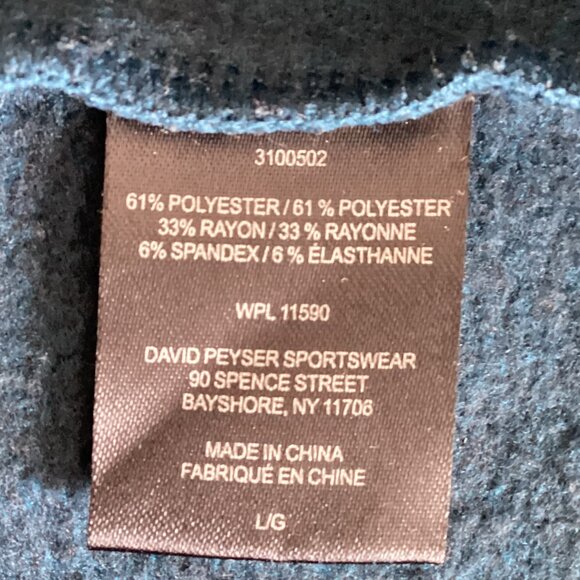 3100502
61% POLYESTER / 61 % POLYESTER
33% RAYON / 33 % RAYONNE
6% SPANDEX / 6 % ÉLASTHANNE
WPL 11590
DAVID PEYSER SPORTSWEAR
90 SPENCE STREET
BAYSHORE, NY 11706
MADE IN CHINA
FABRIQUÉ EN CHINE
L/G